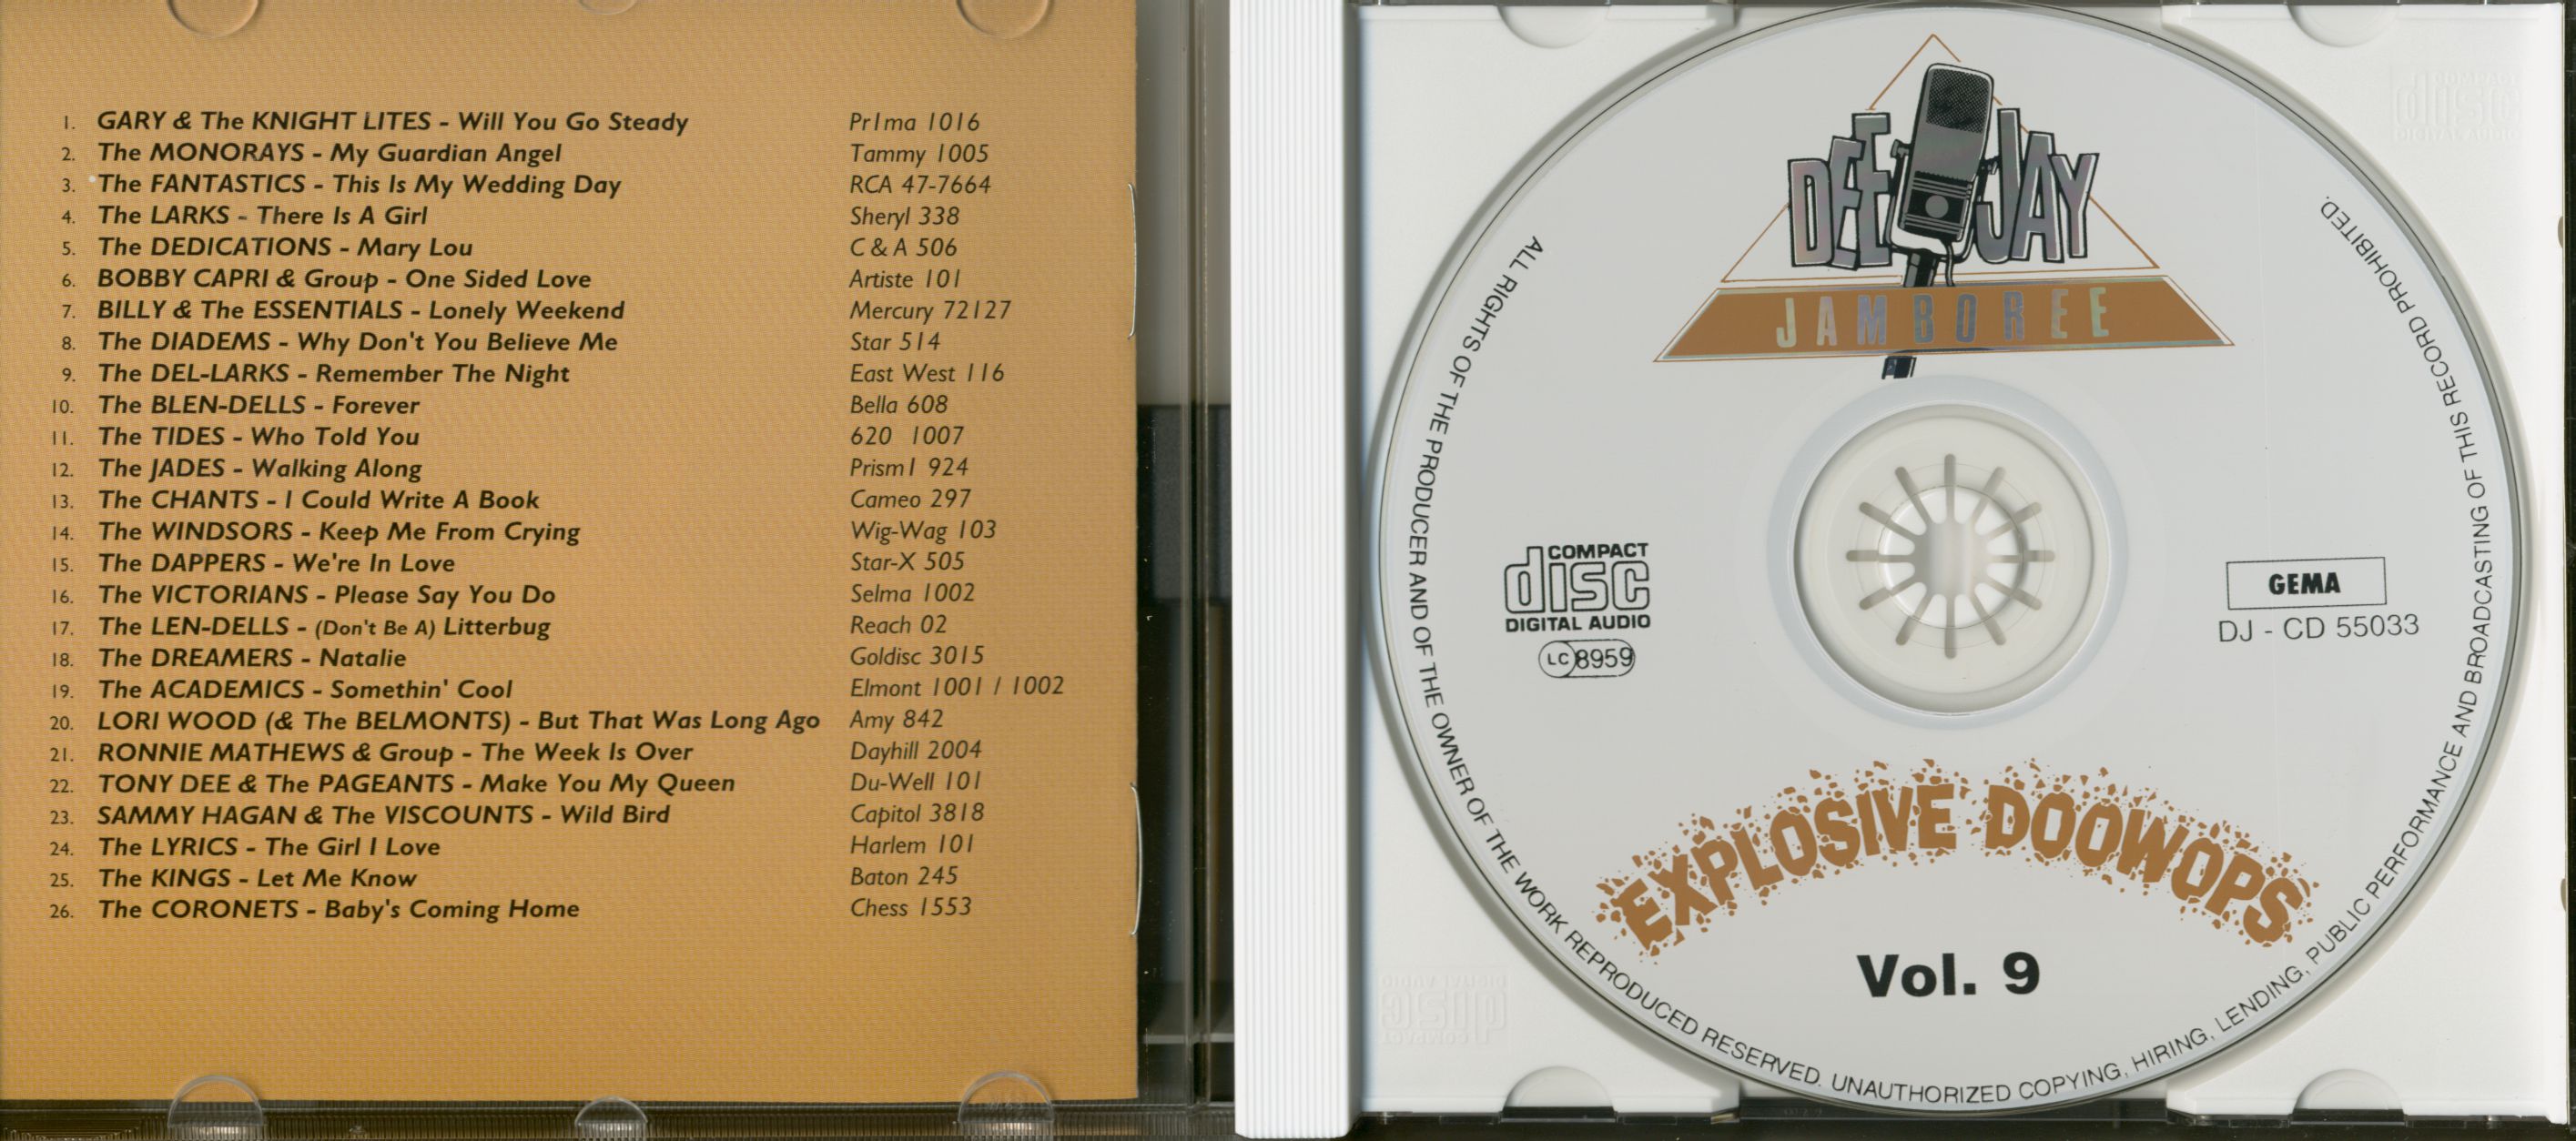 1. GARY & The KNIGHT LITES - Will You Go Steady Pr1ma 1016
2. The MONORAYS - My Guardian Angel Tammy 1005
3. The FANTASTICS - This Is My Wedding Day RCA 47-7664
4. The LARKS - There Is A Girl Sheryl 338
5. The DEDICATIONS - Mary Lou C & A 506
6. BOBBY CAPRI & Group - One Sided Love Artiste 101
7. BILLY & The ESSENTIALS - Lonely Weekend Mercury 72127
8. The DIADEMS - Why Don't You Believe Me Star 514
9. The DEL-LARKS - Remember The Night East West 116
10. The BLEN-DELLS - Forever Bella 608
11. The TIDES - Who Told You 620 1007
12. The JADES - Walking Along Prism1 924
13. The CHANTS - I Could Write A Book Cameo 297
14. The WINDSORS - Keep Me From Crying Wig-Wag 103
15. The DAPPERS - We're In Love Star-X 505
16. The VICTORIANS - Please Say You Do Selma 1002
17. The LEN-DELLS - (Don't Be A) Litterbug Reach 02
18. The DREAMERS - Natalie Goldisc 3015
19. The ACADEMICS - Somethin' Cool Elmont 1001 / 1002
20. LORI WOOD (& The BELMONTS) - But That Was Long Ago Amy 842
21. RONNIE MATHEWS & Group - The Week Is Over Dayhill 2004
22. TONY DEE & The PAGEANTS - Make You My Queen Du-Well 101
23. SAMMY HAGAN & The VISCOUNTS - Wild Bird Capitol 3818
24. The LYRICS - The Girl I Love Harlem 101
25. The KINGS - Let Me Know Baton 245
26. The CORONETS - Baby's Coming Home Chess 1553
DEE JAY
JAMBOREE
COMPACT
disc
DIGITAL AUDIO
LC 8959
GEMA
DJ - CD 55033
EXPLOSIVE DOOWOPS
Vol. 9
ALL RIGHTS OF THE PRODUCER AND OF THE OWNER OF THE WORK REPRODUCED RESERVED. UNAUTHORIZED COPYING, HIRING, LENDING, PUBLIC PERFORMANCE AND BROADCASTING OF THIS RECORD PROHIBITED.
COMPACT
disc
DIGITAL AUDIO
COMPACT
disc
DIGITAL AUDIO